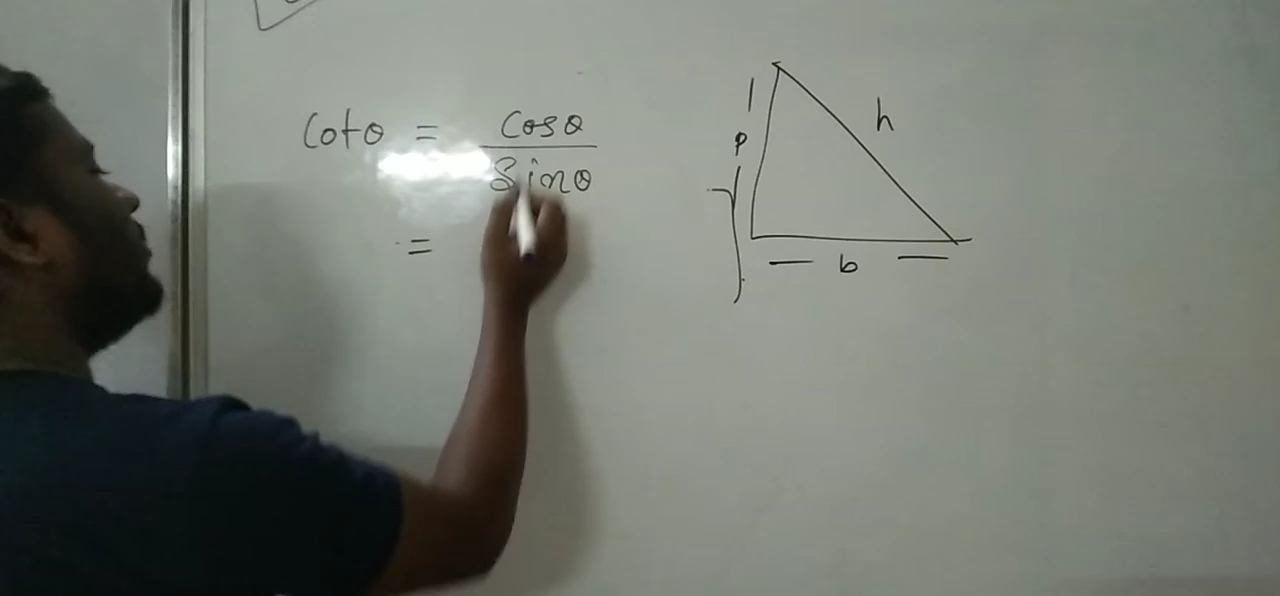 Cotθ = Cosθ / Sinθ
=
p
h
b